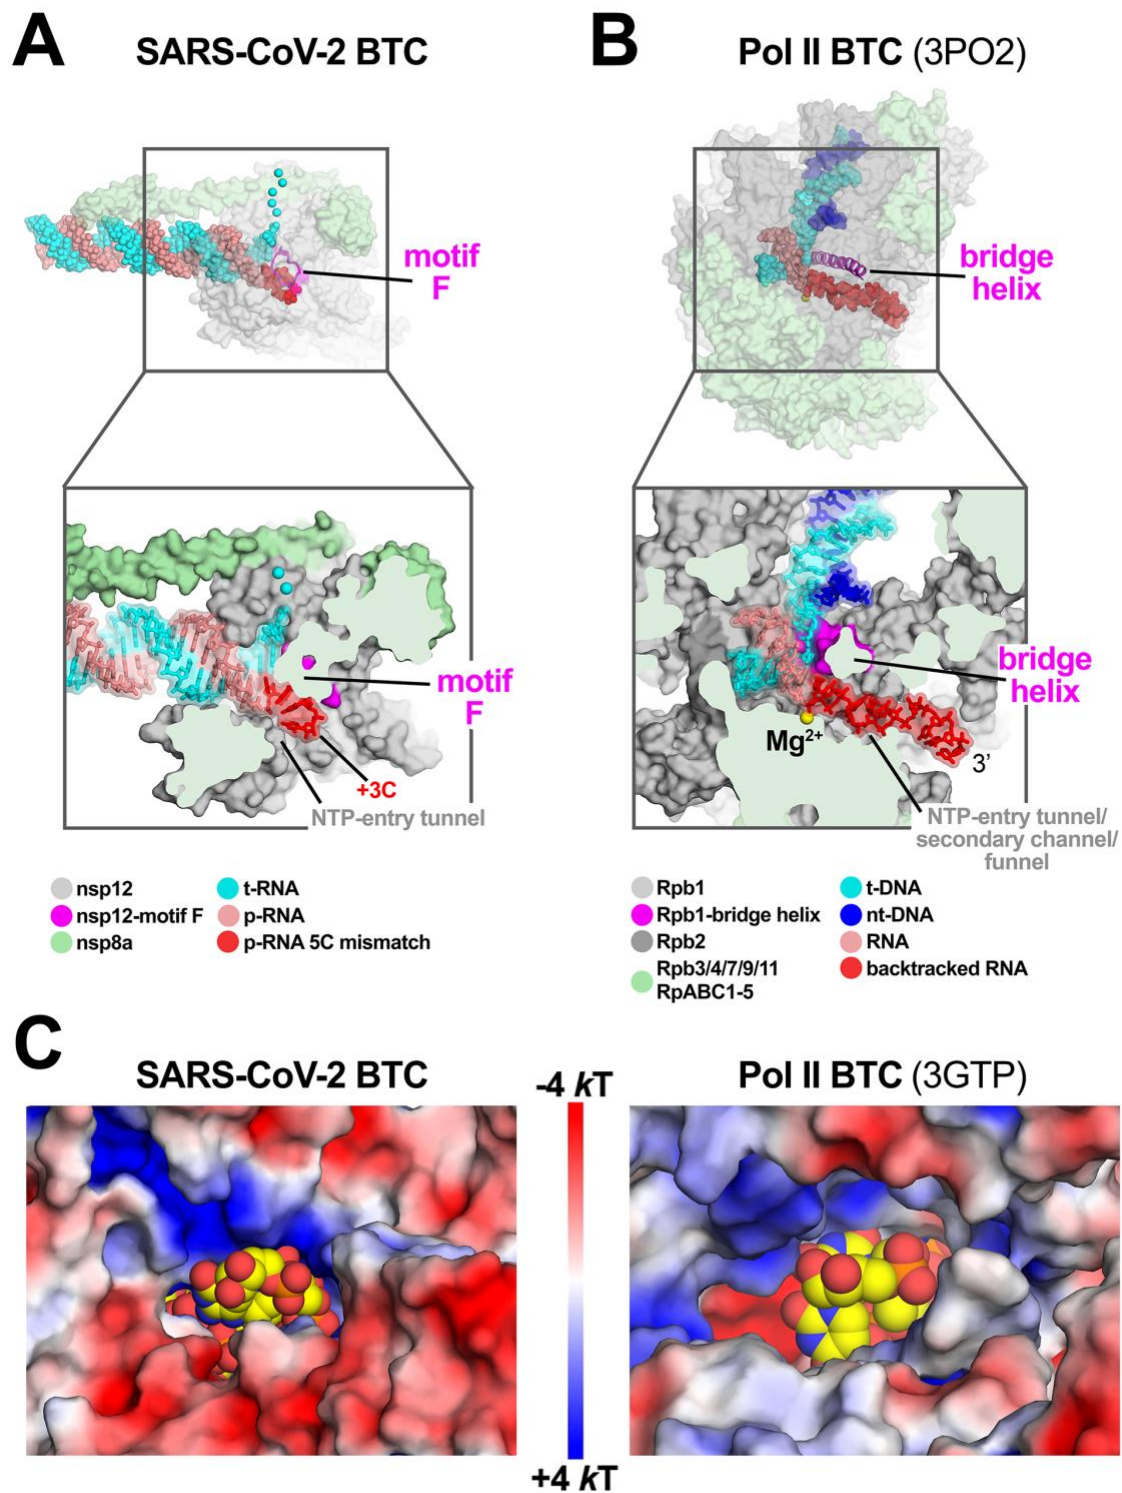 A
SARS-CoV-2 BTC
motif
F
motif
F
+3C
NTP-entry tunnel
nsp12
nsp12-motif F
nsp8a
t-RNA
p-RNA
p-RNA 5C mismatch
B
Pol II BTC (3PO2)
bridge
helix
bridge
helix
Mg2+
3’
NTP-entry tunnel/
secondary channel/
funnel
Rpb1
Rpb1-bridge helix
Rpb2
Rpb3/4/7/9/11
RpABC1-5
t-DNA
nt-DNA
RNA
backtracked RNA
C
SARS-CoV-2 BTC
-4 kT
+4 kT
Pol II BTC (3GTP)